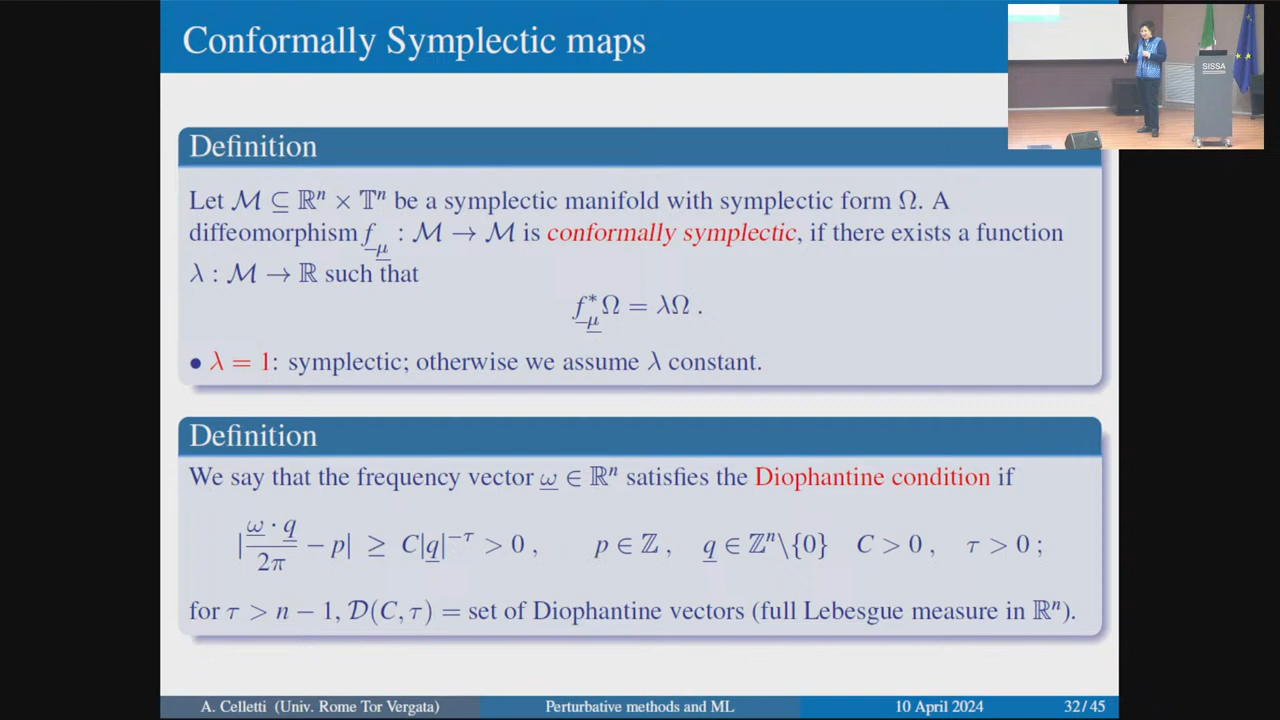 Conformally Symplectic maps
SISSA
Definition
Let ℳ ⊆ ℝⁿ × 𝕋ⁿ be a symplectic manifold with symplectic form Ω. A
diffeomorphism f_μ : ℳ → ℳ is conformally symplectic, if there exists a function
λ : ℳ → ℝ such that
f*_μ Ω = λΩ .
• λ = 1: symplectic; otherwise we assume λ constant.
Definition
We say that the frequency vector ω ∈ ℝⁿ satisfies the Diophantine condition if
|ω · q / 2π − p| ≥ C|q|^−τ > 0 , p ∈ ℤ , q ∈ ℤⁿ\{0} C > 0 , τ > 0 ;
for τ > n − 1, 𝒟(C, τ) = set of Diophantine vectors (full Lebesgue measure in ℝⁿ).
A. Celletti (Univ. Rome Tor Vergata) Perturbative methods and ML 10 April 2024 32 / 45